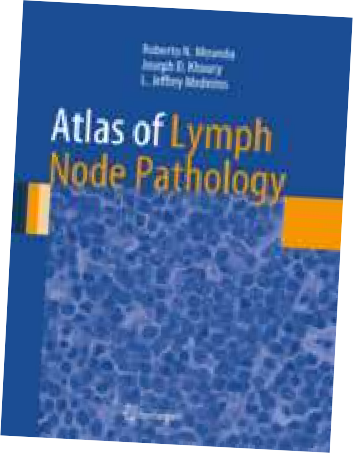 Roberto N. Miranda
Joseph D. Khoury
L. Jeffrey Medeiros
Atlas of Lymph
Node Pathology
Springer